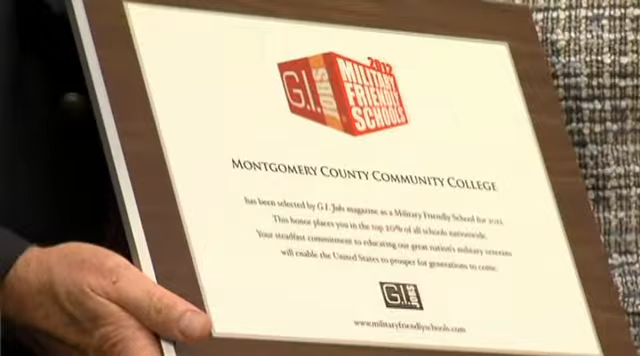 2012
G.I. JOBS
MILITARY
FRIENDLY
SCHOOLS
MONTGOMERY COUNTY COMMUNITY COLLEGE
has been selected by G.I. Jobs magazine as a Military Friendly School for 2012.
This honor places you in the top 20% of all schools nationwide.
Your steadfast commitment to educating our great nation's military veterans
will enable the United States to prosper for generations to come.
G.I. JOBS
www.militaryfriendlyschools.com